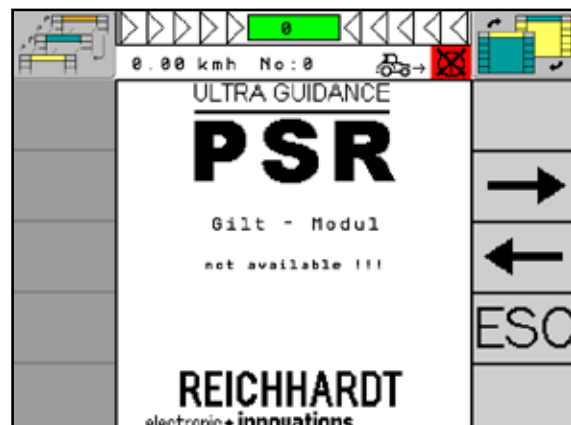 0
0.00 kmh No:0
ULTRA GUIDANCE
PSR
Gilt - Modul
not available !!!
ESC
REICHHARDT
electronic innovations